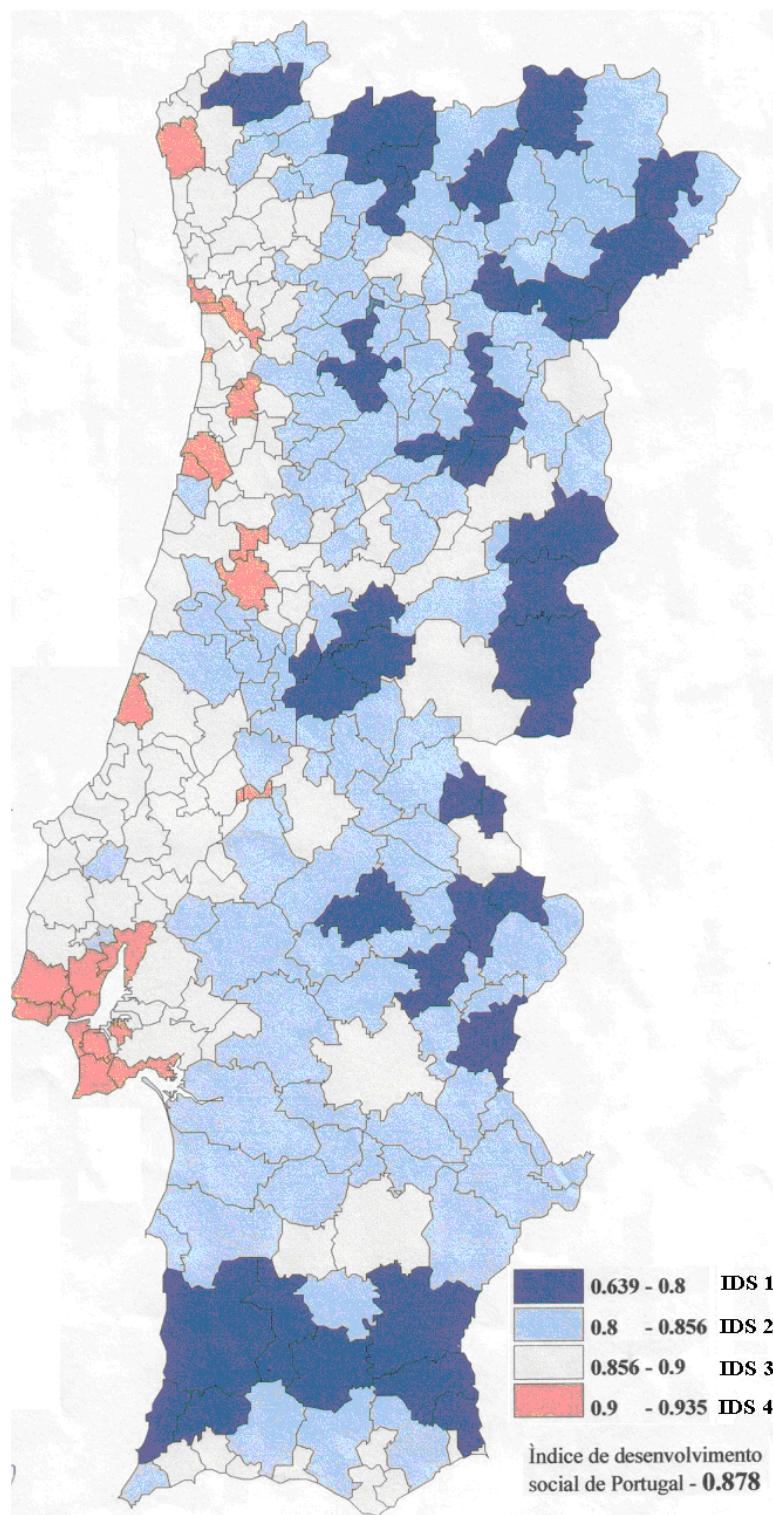 0.639 - 0.8 IDS 1
0.8 - 0.856 IDS 2
0.856 - 0.9 IDS 3
0.9 - 0.935 IDS 4
Ìndice de desenvolvimento
social de Portugal - 0.878